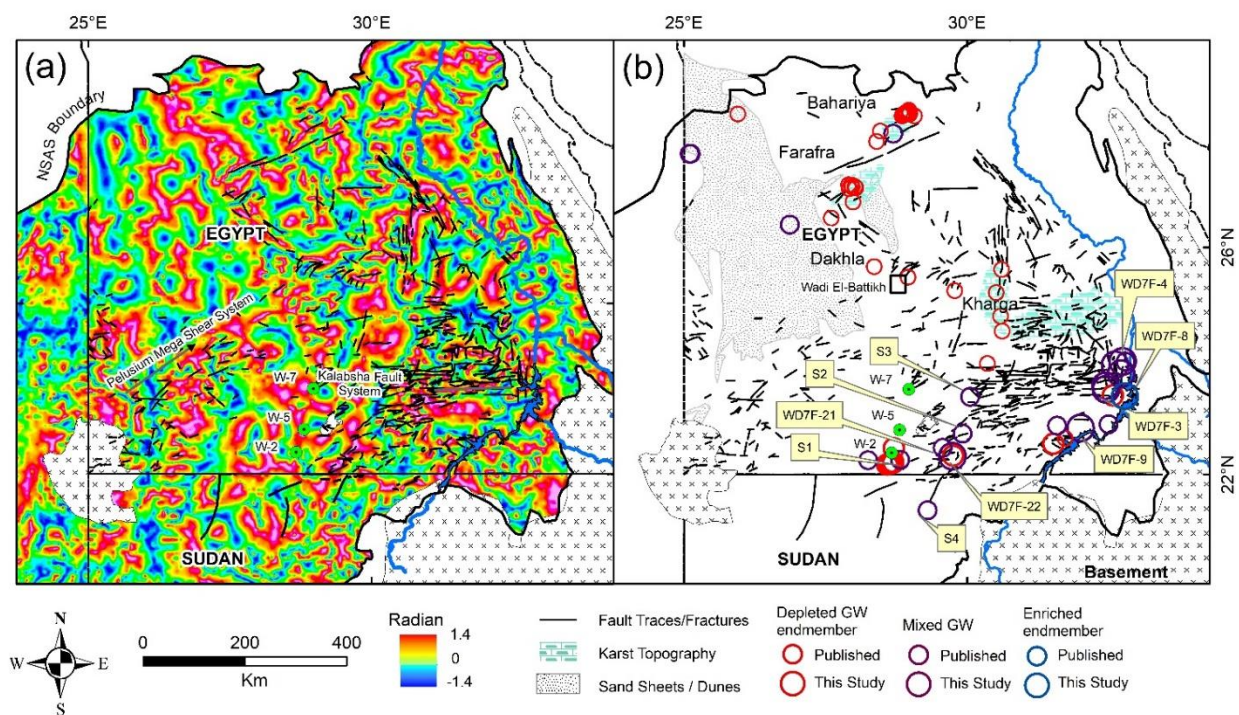 25°E
30°E
25°E
30°E
(a)
NSAS Boundary
EGYPT
Pelusium Mega Shear System
Kalabsha Fault
System
W-7
W-5
W-2
SUDAN
(b)
Bahariya
Farafra
EGYPT
Dakhla
Wadi El-Battikh
Kharga
WD7F-4
WD7F-8
S3
S2
W-7
WD7F-21
W-5
S1
W-2
WD7F-3
WD7F-9
WD7F-22
S4
SUDAN
Basement
26°N
22°N
N
W
E
S
0
200
400
Km
Radian
1.4
0
-1.4
Fault Traces/Fractures
Karst Topography
Sand Sheets / Dunes
Depleted GW
endmember
Published
This Study
Mixed GW
Published
This Study
Enriched
endmember
Published
This Study